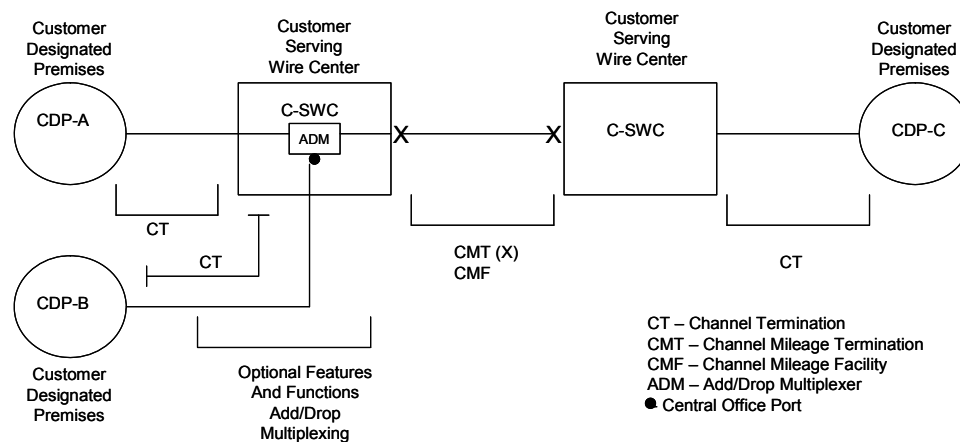 Customer
Designated
Premises
Customer
Serving
Wire Center
Customer
Serving
Wire Center
Customer
Designated
Premises
CDP-A
C-SWC
ADM
X
X
C-SWC
CDP-C
CT
CT
CMT (X)
CMF
CT
CDP-B
Customer
Designated
Premises
Optional Features
And Functions
Add/Drop
Multiplexing
CT – Channel Termination
CMT – Channel Mileage Termination
CMF – Channel Mileage Facility
ADM – Add/Drop Multiplexer
Central Office Port